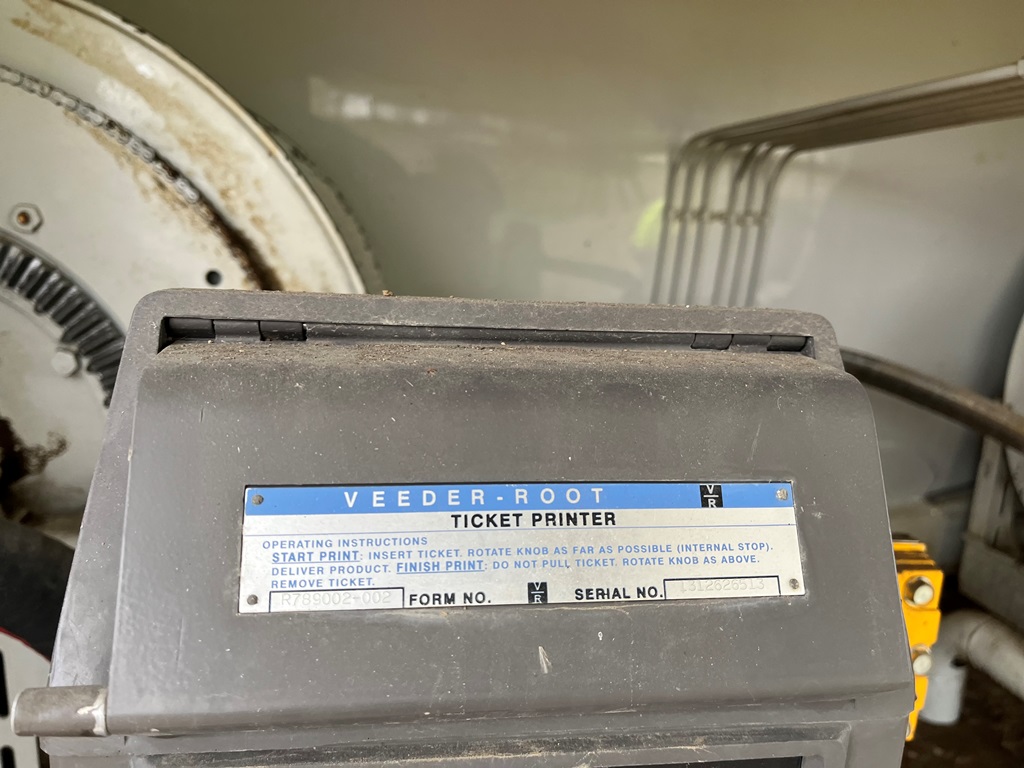 VEEDER-ROOT V/R
TICKET PRINTER
OPERATING INSTRUCTIONS
START PRINT: INSERT TICKET. ROTATE KNOB AS FAR AS POSSIBLE (INTERNAL STOP).
DELIVER PRODUCT. FINISH PRINT: DO NOT PULL TICKET. ROTATE KNOB AS ABOVE.
REMOVE TICKET.
R789002-002 FORM NO. V/R SERIAL NO.